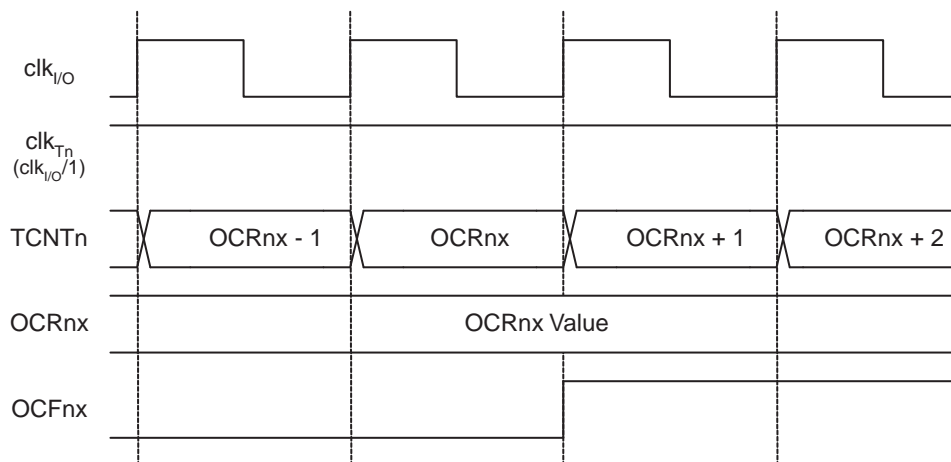 clkI/O
clkTn
(clkI/O/1)
TCNTn OCRnx - 1 OCRnx OCRnx + 1 OCRnx + 2
OCRnx OCRnx Value
OCFnx